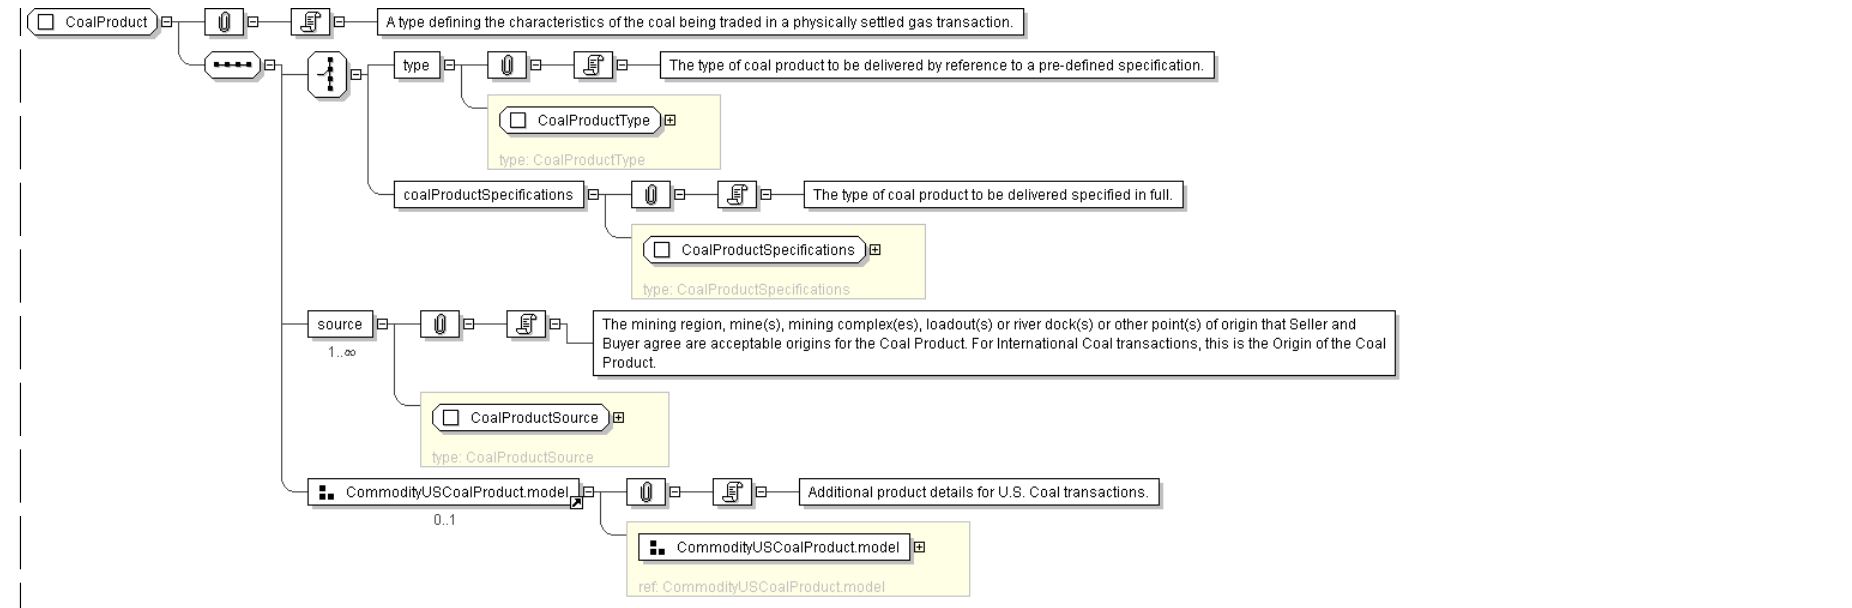 CoalProduct
A type defining the characteristics of the coal being traded in a physically settled gas transaction.
type
The type of coal product to be delivered by reference to a pre-defined specification.
CoalProductType
type: CoalProductType
coalProductSpecifications
The type of coal product to be delivered specified in full.
CoalProductSpecifications
type: CoalProductSpecifications
source
1..∞
The mining region, mine(s), mining complex(es), loadout(s) or river dock(s) or other point(s) of origin that Seller and
Buyer agree are acceptable origins for the Coal Product. For International Coal transactions, this is the Origin of the Coal
Product.
CoalProductSource
type: CoalProductSource
CommodityUSCoalProduct.model
0..1
Additional product details for U.S. Coal transactions.
CommodityUSCoalProduct.model
ref: CommodityUSCoalProduct.model